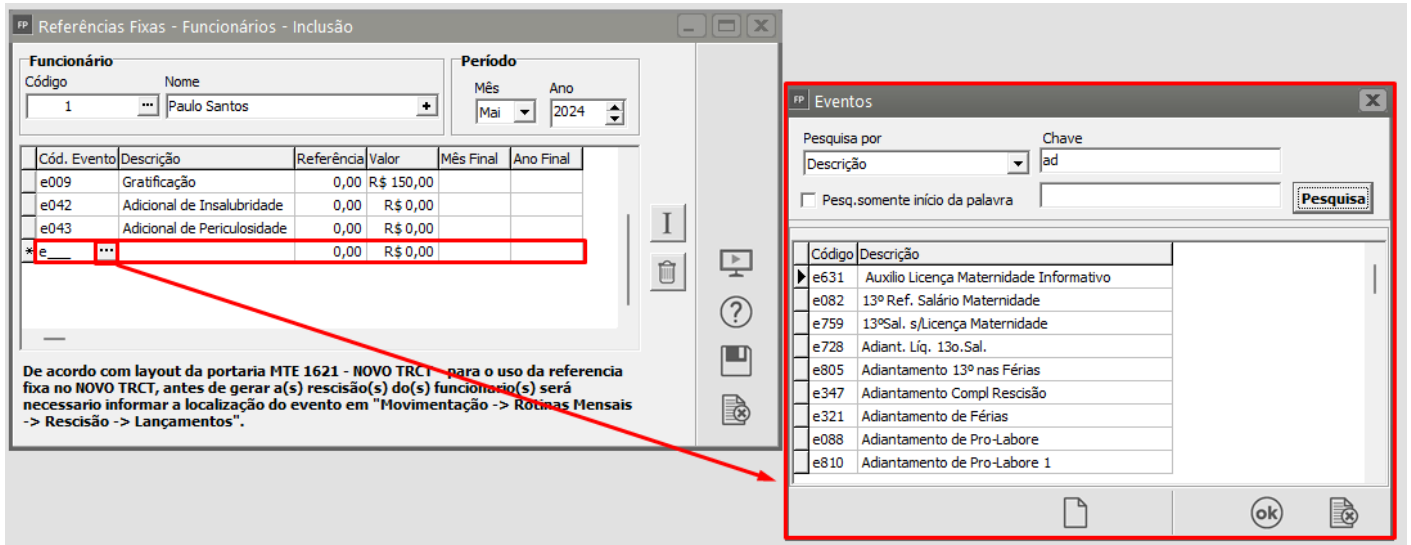 FP Referências Fixas - Funcionários - Inclusão
Funcionário
Código Nome
1 ... Paulo Santos +
Período
Mês Ano
Mai 2024
Cód. Evento Descrição Referência Valor Mês Final Ano Final
e009 Gratificação 0,00 R$ 150,00
e042 Adicional de Insalubridade 0,00 R$ 0,00
e043 Adicional de Periculosidade 0,00 R$ 0,00
* e___ ... 0,00 R$ 0,00
I
?
De acordo com layout da portaria MTE 1621 - NOVO TRCT - para o uso da referencia
fixa no NOVO TRCT, antes de gerar a(s) rescisão(s) do(s) funcionario(s) será
necessario informar a localização do evento em "Movimentação -> Rotinas Mensais
-> Rescisão -> Lançamentos".
FP Eventos
Pesquisa por Chave
Descrição ad
Pesq.somente início da palavra Pesquisa
Código Descrição
e631 Auxilio Licença Maternidade Informativo
e082 13º Ref. Salário Maternidade
e759 13ºSal. s/Licença Maternidade
e728 Adiant. Líq. 13o.Sal.
e805 Adiantamento 13º nas Férias
e347 Adiantamento Compl Rescisão
e321 Adiantamento de Férias
e088 Adiantamento de Pro-Labore
e810 Adiantamento de Pro-Labore 1
ok